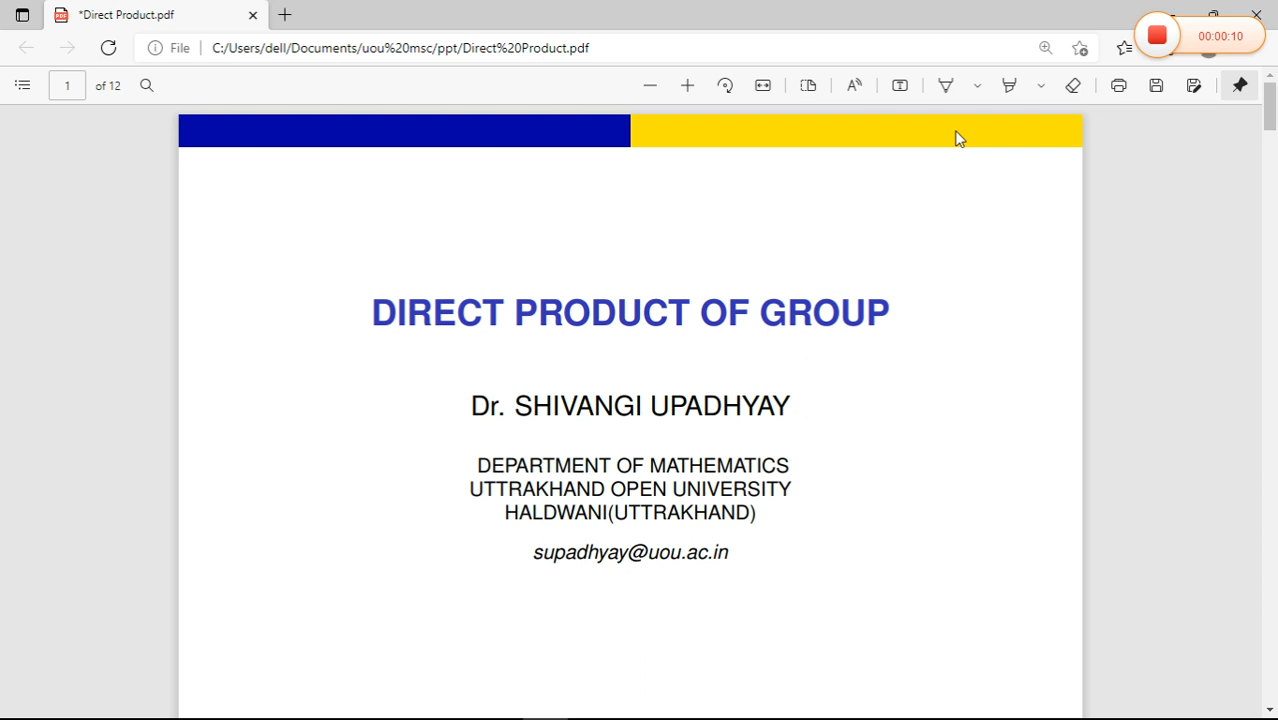 *Direct Product.pdf
File
C:/Users/dell/Documents/uou%20msc/ppt/Direct%20Product.pdf
00:00:10
1 of 12
DIRECT PRODUCT OF GROUP
Dr. SHIVANGI UPADHYAY
DEPARTMENT OF MATHEMATICS
UTTRAKHAND OPEN UNIVERSITY
HALDWANI(UTTRAKHAND)
supadhyay@uou.ac.in